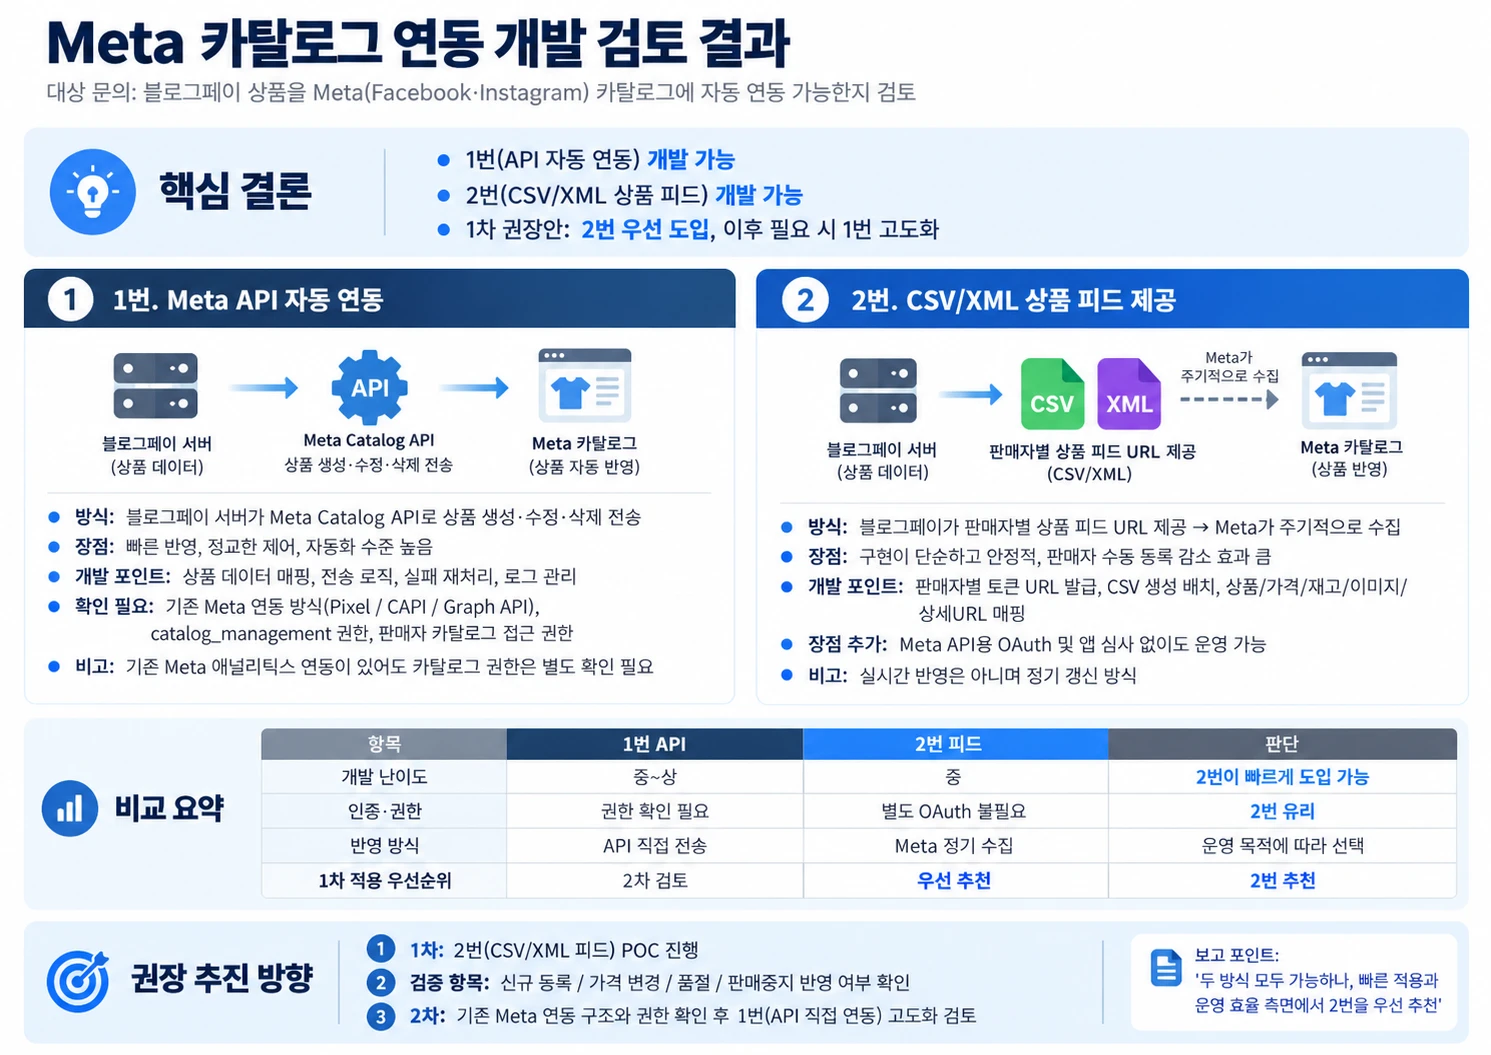 Meta 카탈로그 연동 개발 검토 결과
대상 문의: 블로그페이 상품을 Meta(Facebook·Instagram) 카탈로그에 자동 연동 가능한지 검토
핵심 결론
1번(API 자동 연동) 개발 가능
2번(CSV/XML 상품 피드) 개발 가능
1차 권장안: 2번 우선 도입, 이후 필요 시 1번 고도화
1 1번. Meta API 자동 연동
블로그페이 서버
(상품 데이터)
API
Meta Catalog API
상품 생성·수정·삭제 전송
Meta 카탈로그
(상품 자동 반영)
방식: 블로그페이 서버가 Meta Catalog API로 상품 생성·수정·삭제 전송
장점: 빠른 반영, 정교한 제어, 자동화 수준 높음
개발 포인트: 상품 데이터 매핑, 전송 로직, 실패 재처리, 로그 관리
확인 필요: 기존 Meta 연동 방식(Pixel / CAPI / Graph API),
catalog_management 권한, 판매자 카탈로그 접근 권한
비고: 기존 Meta 애널리틱스 연동이 있어도 카탈로그 권한은 별도 확인 필요
2 2번. CSV/XML 상품 피드 제공
블로그페이 서버
(상품 데이터)
CSV XML
판매자별 상품 피드 URL 제공
(CSV/XML)
Meta가
주기적으로 수집
Meta 카탈로그
(상품 반영)
방식: 블로그페이가 판매자별 상품 피드 URL 제공 → Meta가 주기적으로 수집
장점: 구현이 단순하고 안정적, 판매자 수동 등록 감소 효과 큼
개발 포인트: 판매자별 토큰 URL 발급, CSV 생성 배치, 상품/가격/재고/이미지/
상세URL 매핑
장점 추가: Meta API용 OAuth 및 앱 심사 없이도 운영 가능
비고: 실시간 반영은 아니며 정기 갱신 방식
비교 요약
항목 1번 API 2번 피드 판단
개발 난이도 중~상 중 2번이 빠르게 도입 가능
인증·권한 권한 확인 필요 별도 OAuth 불필요 2번 유리
반영 방식 API 직접 전송 Meta 정기 수집 운영 목적에 따라 선택
1차 적용 우선순위 2차 검토 우선 추천 2번 추천
권장 추진 방향
1 1차: 2번(CSV/XML 피드) POC 진행
2 검증 항목: 신규 등록 / 가격 변경 / 품절 / 판매중지 반영 여부 확인
3 2차: 기존 Meta 연동 구조와 권한 확인 후 1번(API 직접 연동) 고도화 검토
보고 포인트:
'두 방식 모두 가능하나, 빠른 적용과
운영 효율 측면에서 2번을 우선 추천'